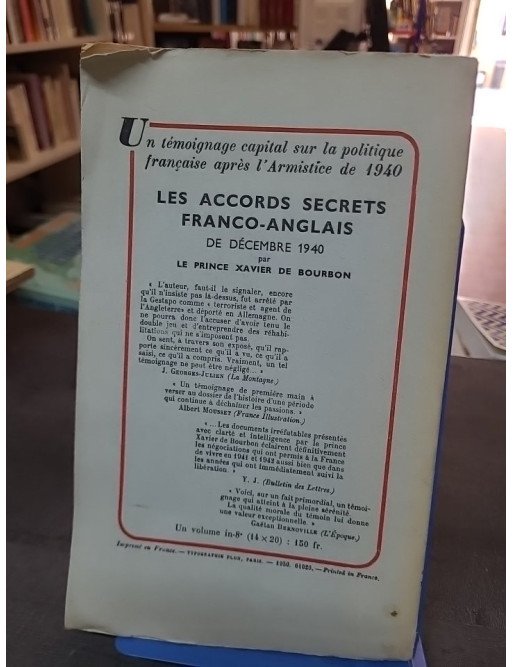 Un témoignage capital sur la politique
française après l'Armistice de 1940
LES ACCORDS SECRETS
FRANCO-ANGLAIS
DE DÉCEMBRE 1940
par
LE PRINCE XAVIER DE BOURBON
« L'auteur, faut-il le signaler, encore
qu'il n'insiste pas là-dessus, fut arrêté par
la Gestapo comme « terroriste et agent de
l'Angleterre » et déporté en Allemagne. On
ne pourra donc l'accuser d'avoir tenu le
double jeu et d'entreprendre des réhabi-
litations qui ne s'imposent pas.
On sent, à travers son exposé, qu'il rap-
porte sincèrement ce qu'il a vu, ce qu'il a
saisi, ce qu'il a compris. Vraiment, un tel
témoignage ne peut être négligé... »
J. GEORGES-JULIEN (La Montagne)
« Un témoignage de première main à
verser au dossier de l'histoire d'une période
qui continue à déchaîner les passions. »
Albert MOUSSET (France Illustration.)
« ... Les documents irréfutables présentés
avec clarté et intelligence par le prince
Xavier de Bourbon éclairent définitivement
les négociations qui ont permis à la France
de vivre en 1941 et 1942 aussi bien que dans
les années qui ont immédiatement suivi la
libération. »
Y. J. (Bulletin des Lettres.)
« Voici, sur un fait primordial, un témoi-
gnage qui atteint à la pleine sérénité.
La qualité morale du témoin lui donne
une valeur exceptionnelle. »
Gaëtan BERNOVILLE (L'Époque.)
Un volume in-8° (14 × 20) : 150 fr.
Imprimé en France. — TYPOGRAPHIE PLON, PARIS. — 1950. — Printed in France.